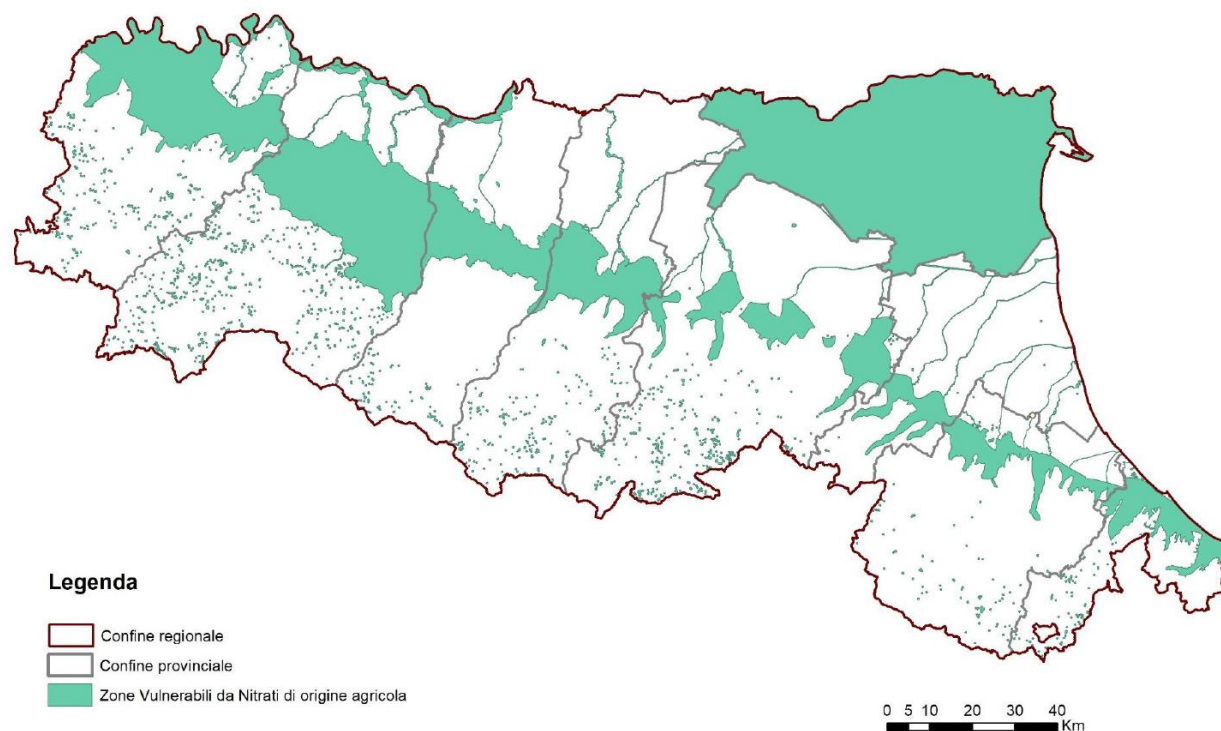 Legenda
Confine regionale
Confine provinciale
Zone Vulnerabili da Nitrati di origine agricola
0 5 10 20 30 40
Km